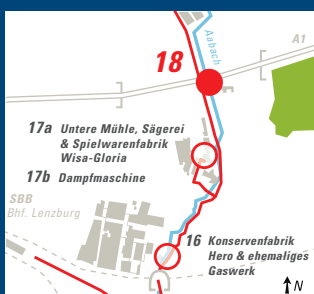 Aabach
A1
18
17a Untere Mühle, Sägerei
& Spielwarenfabrik
Wisa-Gloria
17b Dampfmaschine
SBB
Bhf. Lenzburg
16 Konservenfabrik
Hero & ehemaliges
Gaswerk
N